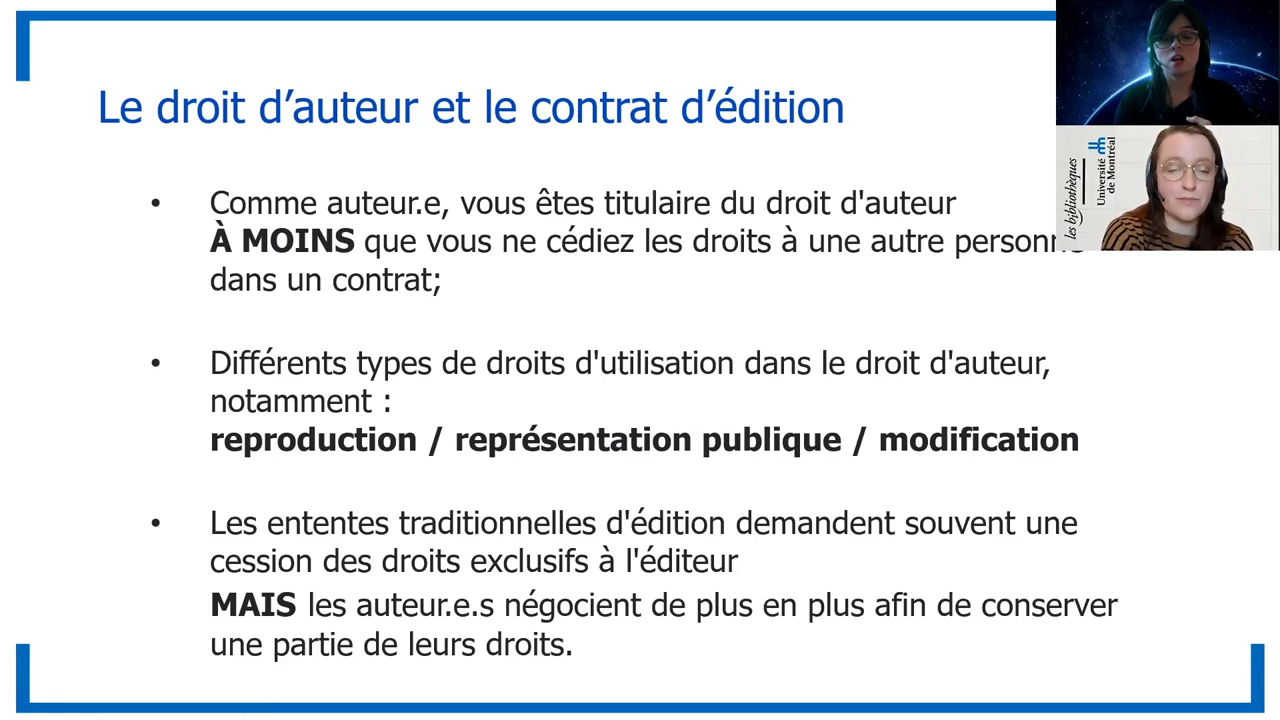 Le droit d’auteur et le contrat d’édition
• Comme auteur.e, vous êtes titulaire du droit d'auteur
À MOINS que vous ne cédiez les droits à une autre personne
dans un contrat;
• Différents types de droits d'utilisation dans le droit d'auteur,
notamment :
reproduction / représentation publique / modification
• Les ententes traditionnelles d'édition demandent souvent une
cession des droits exclusifs à l'éditeur
MAIS les auteur.e.s négocient de plus en plus afin de conserver
une partie de leurs droits.
les bibliothèques
Université
de Montréal